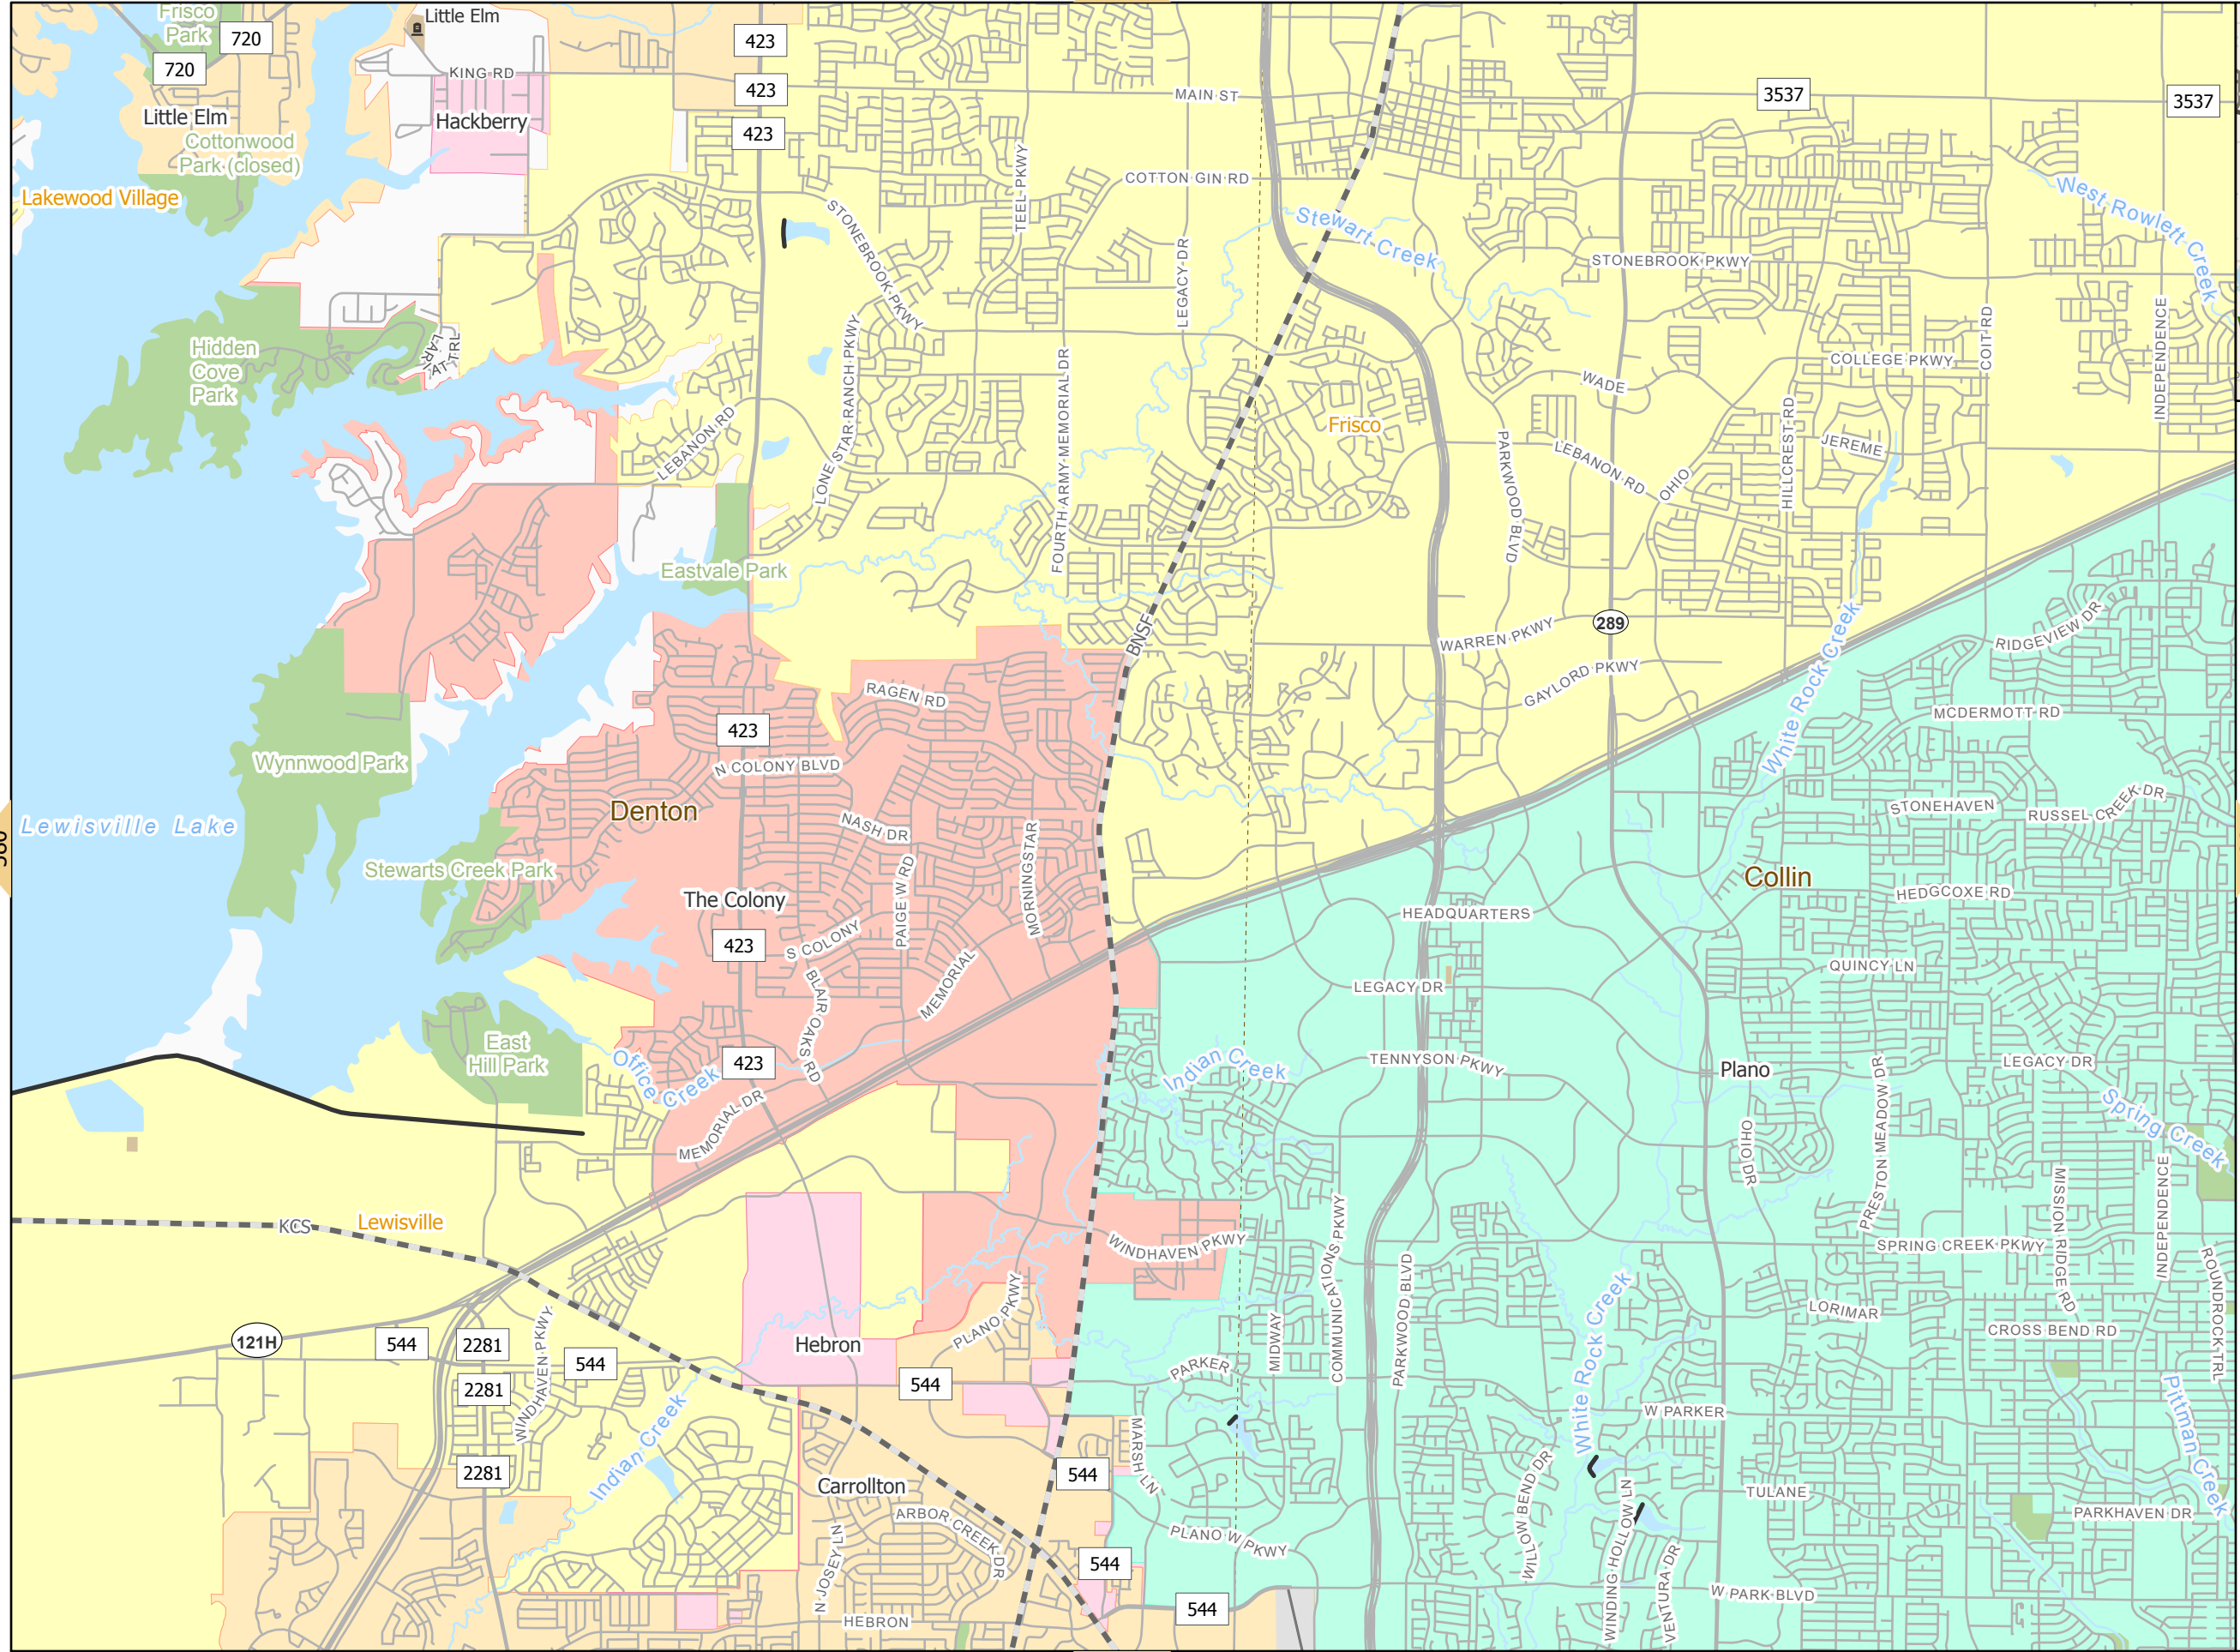 Frisco
Park
720
720
Little Elm
Little Elm
KING RD
Hackberry
Cottonwood
Park (closed)
Lakewood Village
423
423
423
MAIN ST
3537
3537
TEEL PKWY
COTTON GIN RD
STONEBROOK PKWY
LEGACY DR
Stewart Creek
STONEBROOK PKWY
West Rowlett Creek
Hidden
Cove
Park
LARIAT TRL
LONE STAR RANCH PKWY
FOURTH ARMY MEMORIAL DR
COIT RD
INDEPENDENCE
COLLEGE PKWY
WADE
HILLCREST RD
JEREME
Frisco
LEBANON RD
LEBANON RD
PARKWOOD BLVD
OHIO
Eastvale Park
BNSF
289
WARREN PKWY
GAYLORD PKWY
White Rock Creek
RIDGEVIEW DR
MCDERMOTT RD
RAGEN RD
423
N COLONY BLVD
Wynnwood Park
Lewisville Lake
Denton
NASH DR
STONEHAVEN
RUSSEL CREEK DR
Stewarts Creek Park
The Colony
PAIGE W RD
MORNINGSTAR
Collin
HEDGCOXE RD
HEADQUARTERS
423
S COLONY
BLAIR OAKS RD
MEMORIAL
QUINCY LN
LEGACY DR
East
Hill Park
Office Creek
423
MEMORIAL DR
Indian Creek
TENNYSON PKWY
Plano
LEGACY DR
PRESTON MEADOW DR
OHIO DR
Spring Creek
KCS
Lewisville
WINDHAVEN PKWY
COMMUNICATIONS PKWY
PARKWOOD BLVD
SPRING CREEK PKWY
MISSION RIDGE RD
INDEPENDENCE
ROUNDROCK TRL
121H
544
2281
2281
2281
544
WINDHAVEN PKWY
Hebron
PLANO PKWY
544
PARKER
MIDWAY
White Rock Creek
LORIMAR
CROSS BEND RD
W PARKER
Pittman Creek
Indian Creek
Carrollton
ARBOR CREEK DR
N JOSEY LN
HEBRON
544
MARSH LN
PLANO W PKWY
544
544
WILLOW BEND DR
WINDING HOLLOW LN
VENTURA DR
TULANE
PARKHAVEN DR
W PARK BLVD